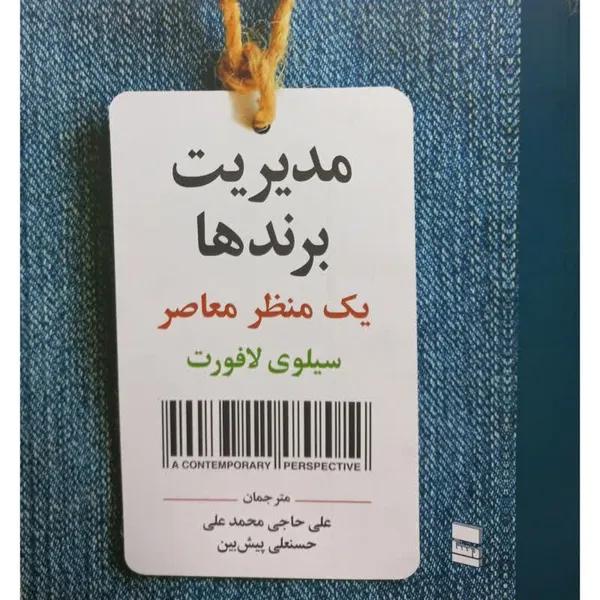 مدیریت
برندها
یک منظر معاصر
سیلوی لافورت
A CONTEMPORARY PERSPECTIVE
مترجمان
علی حاجی محمد علی
حسنعلی پیش‌بین